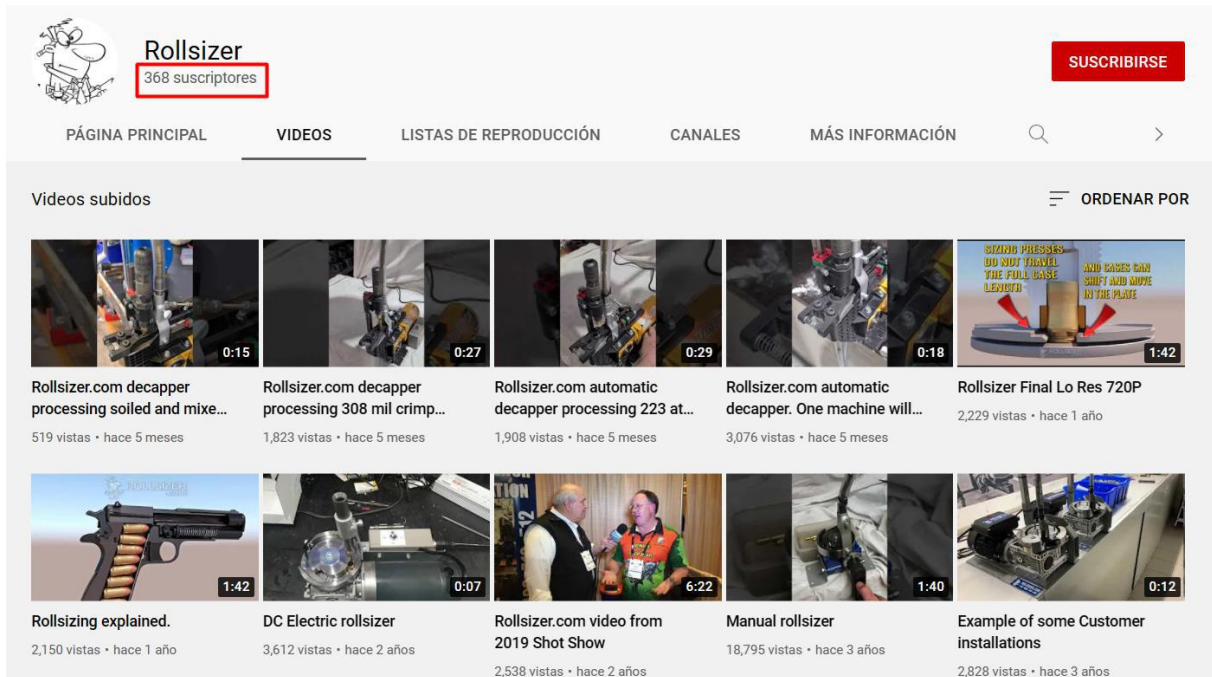 Rollsizer
368 suscriptores
SUSCRIBIRSE
PÁGINA PRINCIPAL
VIDEOS
LISTAS DE REPRODUCCIÓN
CANALES
MÁS INFORMACIÓN
Videos subidos
ORDENAR POR
0:15
0:27
0:29
0:18
SIZING PRESSES
DO NOT TRAVEL
THE FULL CASE
LENGTH
AND CASES CAN
SHIFT AND MOVE
IN THE PLATE
1:42
Rollsizer.com decapper
processing soiled and mixe...
519 vistas • hace 5 meses
Rollsizer.com decapper
processing 308 mil crimp...
1,823 vistas • hace 5 meses
Rollsizer.com automatic
decapper processing 223 at...
1,908 vistas • hace 5 meses
Rollsizer.com automatic
decapper. One machine will...
3,076 vistas • hace 5 meses
Rollsizer Final Lo Res 720P
2,229 vistas • hace 1 año
ROLLSIZER
1:42
0:07
6:22
1:40
0:12
Rollsizing explained.
2,150 vistas • hace 1 año
DC Electric rollsizer
3,612 vistas • hace 2 años
Rollsizer.com video from
2019 Shot Show
2,538 vistas • hace 2 años
Manual rollsizer
18,795 vistas • hace 3 años
Example of some Customer
installations
2,828 vistas • hace 3 años